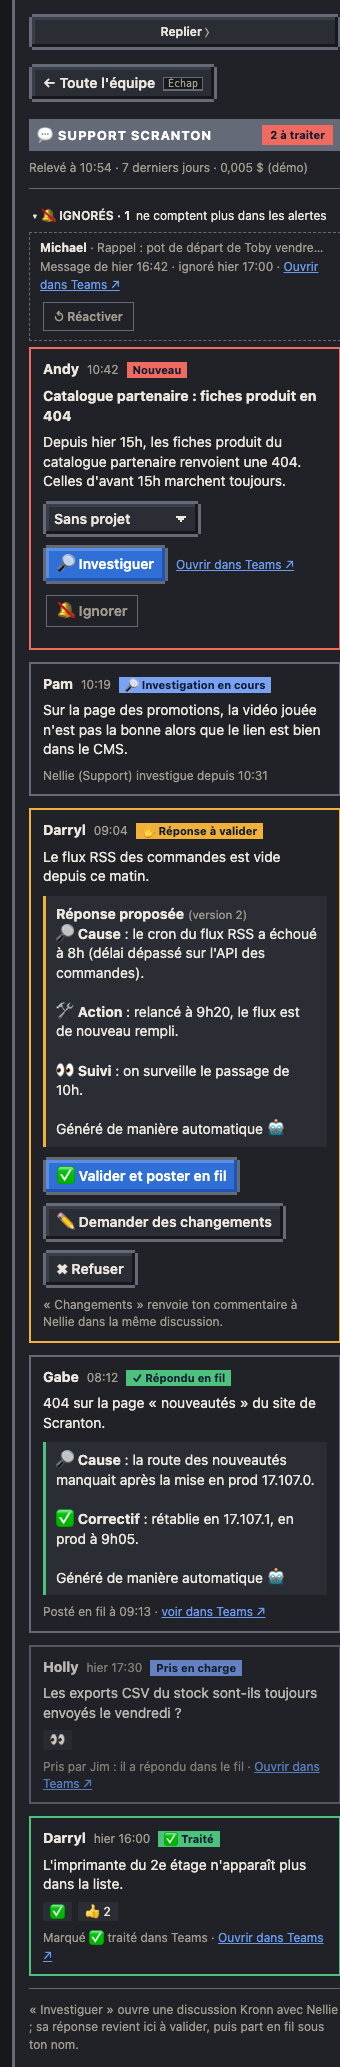 Replier ⟩
← Toute l'équipe Échap
💬 SUPPORT SCRANTON 2 à traiter
Relevé à 10:54 · 7 derniers jours · 0,005 $ (démo)
▾ 🔕 IGNORÉS · 1 ne comptent plus dans les alertes
Michael · Rappel : pot de départ de Toby vendre…
Message de hier 16:42 · ignoré hier 17:00 · Ouvrir
dans Teams ↗
↺ Réactiver
Andy 10:42 Nouveau
Catalogue partenaire : fiches produit en
404
Depuis hier 15h, les fiches produit du
catalogue partenaire renvoient une 404.
Celles d'avant 15h marchent toujours.
Sans projet
🔎 Investiguer Ouvrir dans Teams ↗
🔕 Ignorer
Pam 10:19 🔎 Investigation en cours
Sur la page des promotions, la vidéo jouée
n'est pas la bonne alors que le lien est bien
dans le CMS.
Nellie (Support) investigue depuis 10:31
Darryl 09:04 ✋ Réponse à valider
Le flux RSS des commandes est vide
depuis ce matin.
Réponse proposée (version 2)
🔎 Cause : le cron du flux RSS a échoué
à 8h (délai dépassé sur l'API des
commandes).
🛠 Action : relancé à 9h20, le flux est
de nouveau rempli.
👀 Suivi : on surveille le passage de
10h.
Généré de manière automatique 🤖
✅ Valider et poster en fil
✏️ Demander des changements
✖ Refuser
« Changements » renvoie ton commentaire à
Nellie dans la même discussion.
Gabe 08:12 ✓ Répondu en fil
404 sur la page « nouveautés » du site de
Scranton.
🔎 Cause : la route des nouveautés
manquait après la mise en prod 17.107.0.
✅ Correctif : rétablie en 17.107.1, en
prod à 9h05.
Généré de manière automatique 🤖
Posté en fil à 09:13 · voir dans Teams ↗
Holly hier 17:30 Pris en charge
Les exports CSV du stock sont-ils toujours
envoyés le vendredi ?
👀
Pris par Jim : il a répondu dans le fil · Ouvrir dans
Teams ↗
Darryl hier 16:00 ✅ Traité
L'imprimante du 2e étage n'apparaît plus
dans la liste.
✅ 👍 2
Marqué ✅ traité dans Teams · Ouvrir dans Teams
↗
« Investiguer » ouvre une discussion Kronn avec Nellie
; sa réponse revient ici à valider, puis part en fil sous
ton nom.